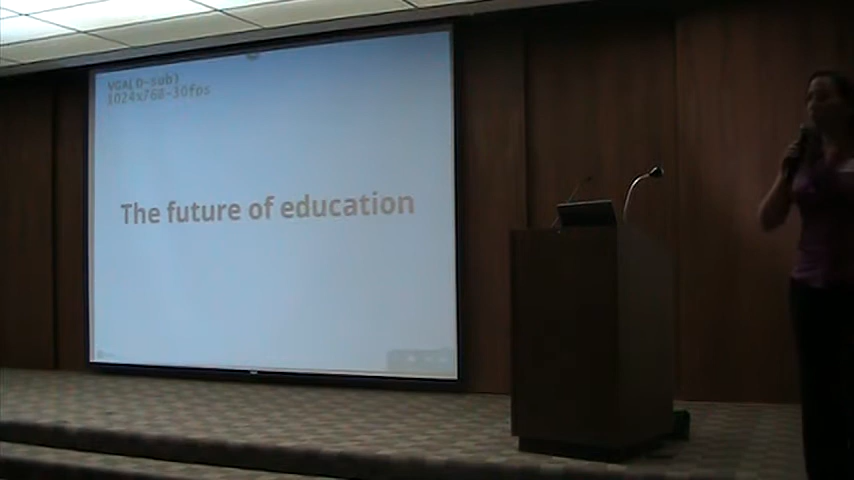 VGA(D-sub)
1024x768-30fps
The future of education